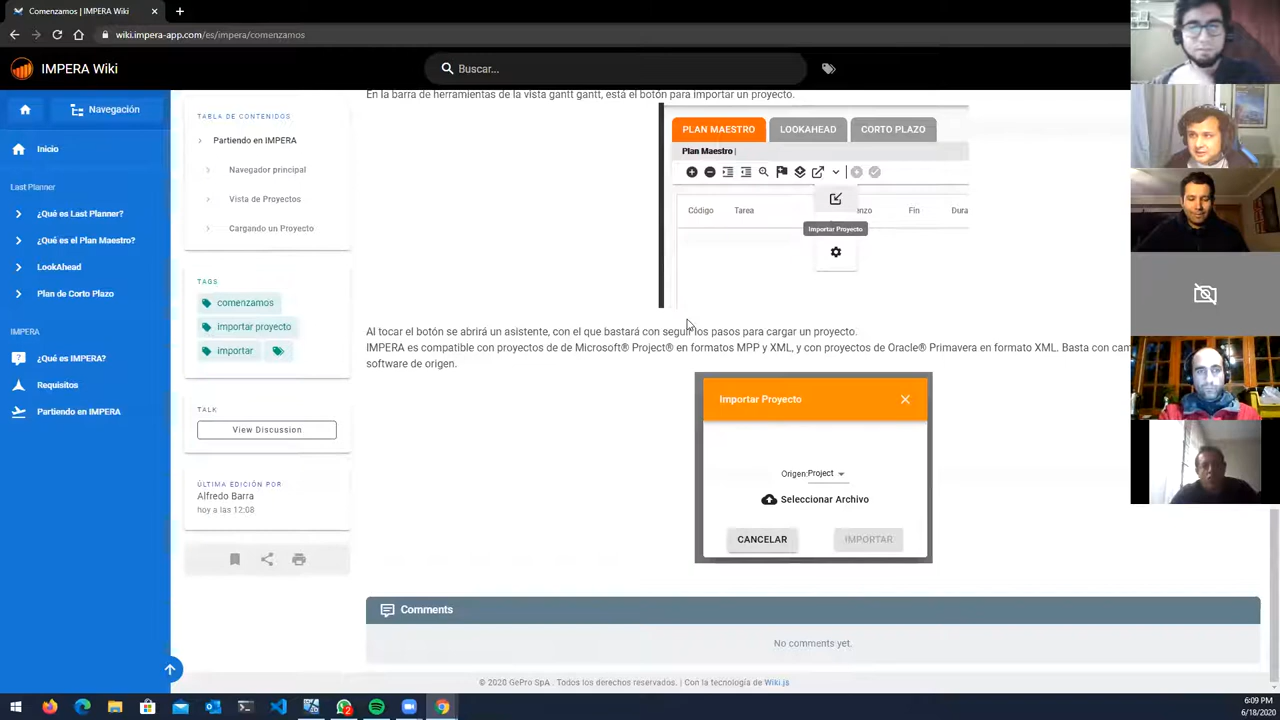 Comenzamos | IMPERA Wiki
wiki.impera-app.com/es/impera/comenzamos
IMPERA Wiki
Buscar...
Navegación
Inicio
Last Planner
¿Qué es Last Planner?
¿Qué es el Plan Maestro?
LookAhead
Plan de Corto Plazo
IMPERA
¿Qué es IMPERA?
Requisitos
Partiendo en IMPERA
TABLA DE CONTENIDOS
Partiendo en IMPERA
Navegador principal
Vista de Proyectos
Cargando un Proyecto
TAGS
comenzamos
importar proyecto
importar
TALK
View Discussion
ÚLTIMA EDICIÓN POR
Alfredo Barra
hoy a las 12:08
En la barra de herramientas de la vista gantt gantt, está el botón para importar un proyecto.
PLAN MAESTRO LOOKAHEAD CORTO PLAZO
Plan Maestro |
Código Tarea enzo Fin Dura
Importar Proyecto
Al tocar el botón se abrirá un asistente, con el que bastará con seguir los pasos para cargar un proyecto.
IMPERA es compatible con proyectos de de Microsoft® Project® en formatos MPP y XML, y con proyectos de Oracle® Primavera en formato XML. Basta con cam
software de origen.
Importar Proyecto
Origen: Project
Seleccionar Archivo
CANCELAR IMPORTAR
Comments
No comments yet.
© 2020 GePro SpA . Todos los derechos reservados. | Con la tecnología de Wiki.js
2
6:09 PM
6/18/2020